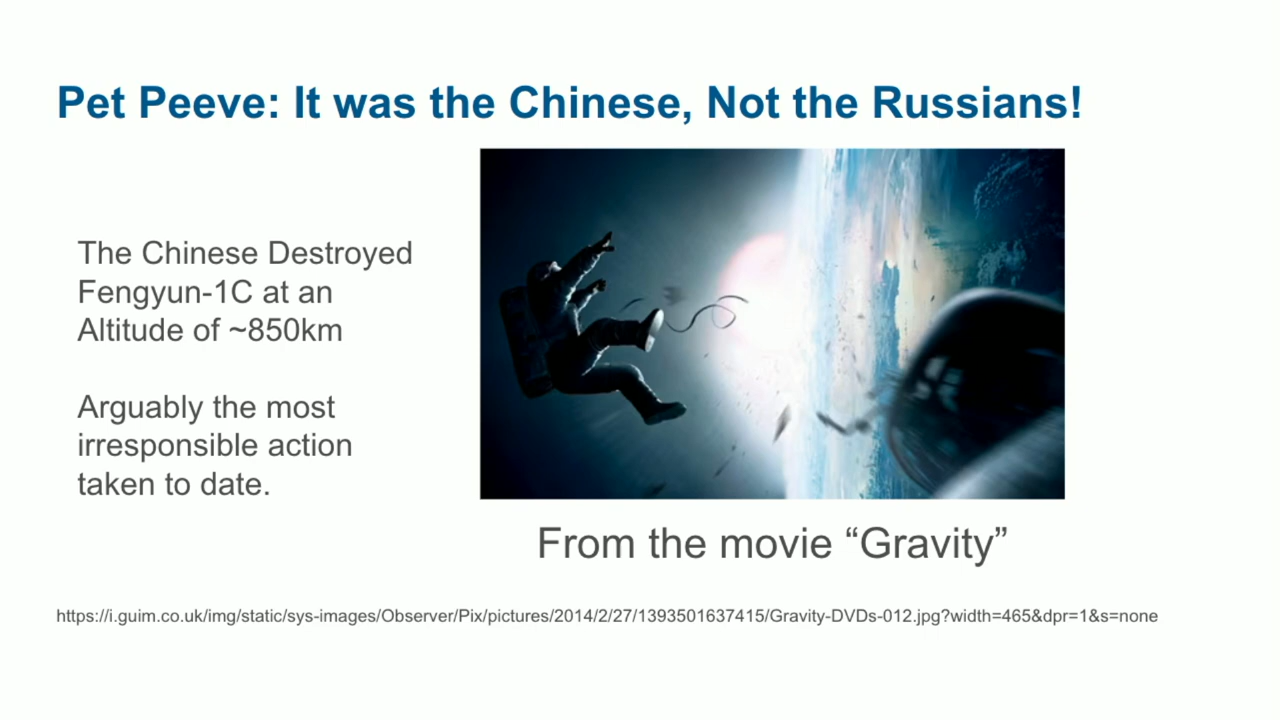 Pet Peeve: It was the Chinese, Not the Russians!
The Chinese Destroyed
Fengyun-1C at an
Altitude of ~850km
Arguably the most
irresponsible action
taken to date.
From the movie “Gravity”
https://i.guim.co.uk/img/static/sys-images/Observer/Pix/pictures/2014/2/27/1393501637415/Gravity-DVDs-012.jpg?width=465&dpr=1&s=none